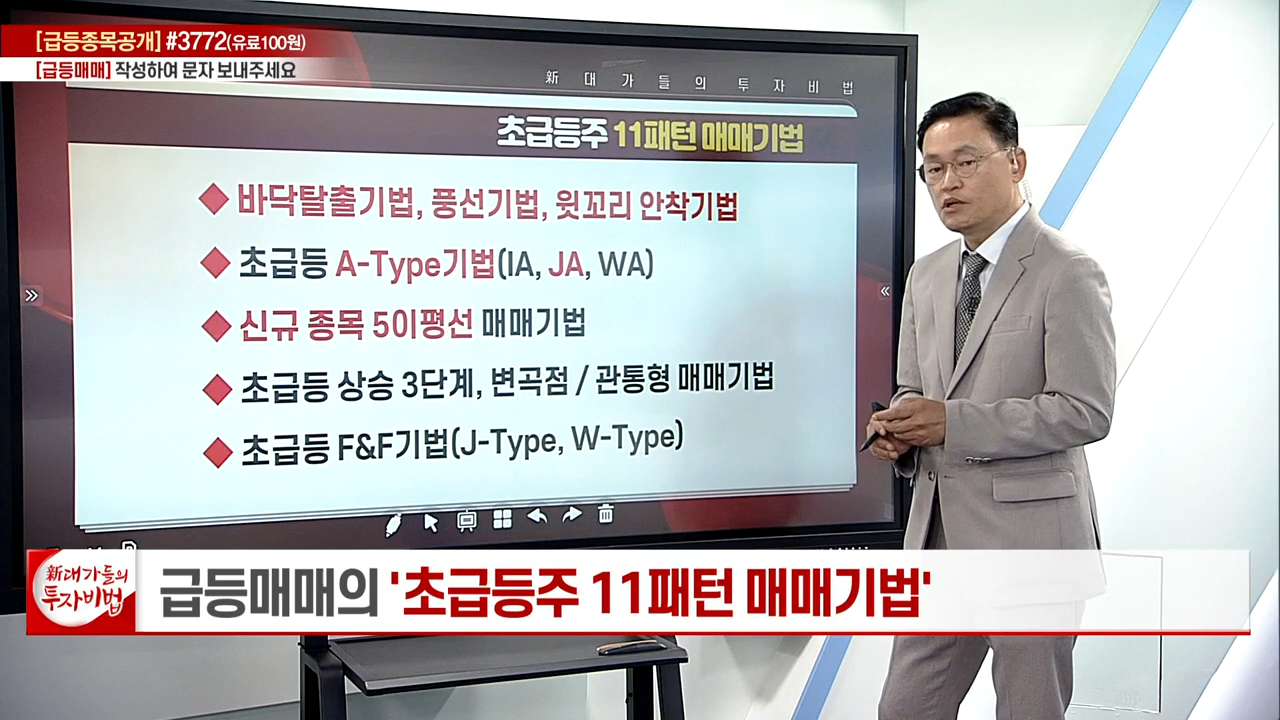 [급등종목공개] #3772(유료100원)
[급등매매] 작성하여 문자 보내주세요
新 대 가 들 의 투 자 비 법
초급등주 11패턴 매매기법
◆ 바닥탈출기법, 풍선기법, 윗꼬리 안착기법
◆ 초급등 A-Type기법(IA, JA, WA)
◆ 신규 종목 5이평선 매매기법
◆ 초급등 상승 3단계, 변곡점 / 관통형 매매기법
◆ 초급등 F&F기법(J-Type, W-Type)
新대가들의
투자비법
급등매매의 '초급등주 11패턴 매매기법'